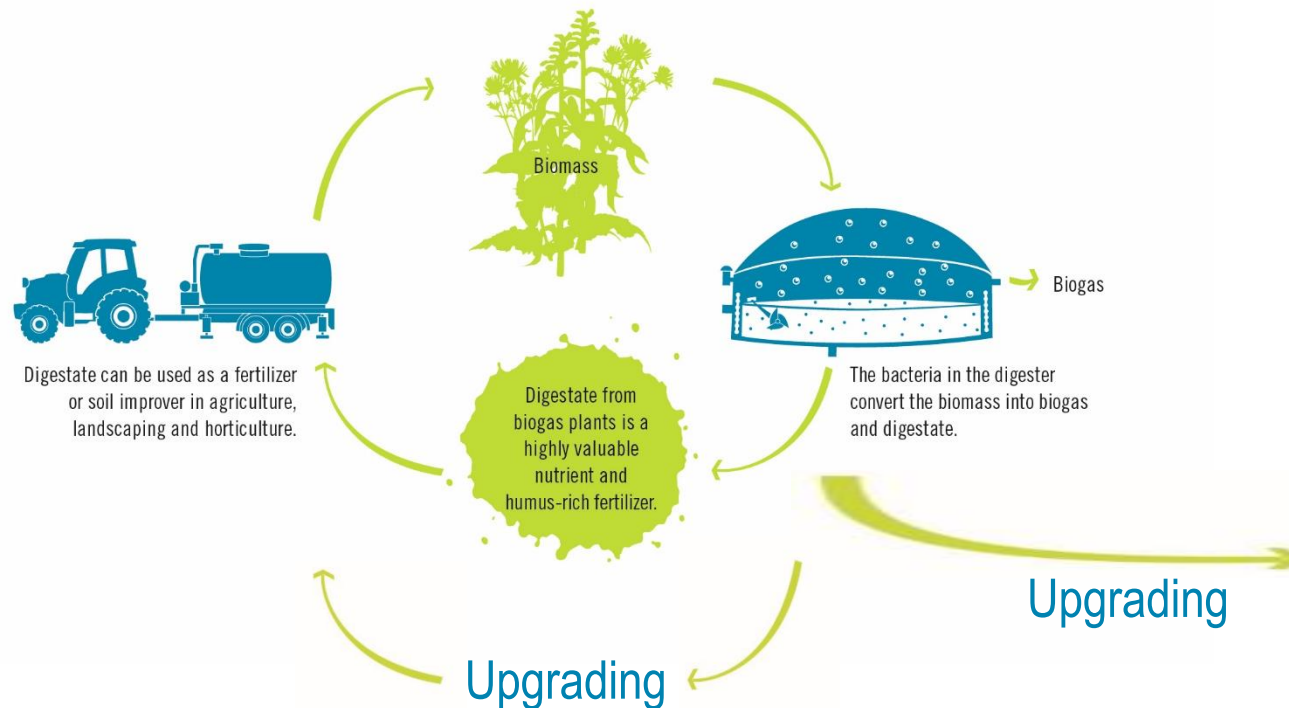 Biomass
Biogas
Digestate can be used as a fertilizer
or soil improver in agriculture,
landscaping and horticulture.
Digestate from
biogas plants is a
highly valuable
nutrient and
humus-rich fertilizer.
The bacteria in the digester
convert the biomass into biogas
and digestate.
Upgrading
Upgrading